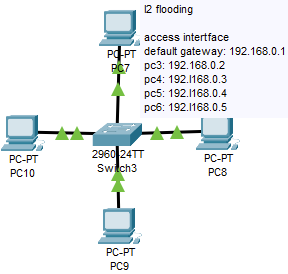 l2 flooding
access intertface
default gateway: 192.168.0.1
pc3: 192.168.0.2
pc4: 192.l168.0.3
pc5: 192.l168.0.4
pc6: 192.l168.0.5
PC-PT
PC7
PC-PT
PC10
2960-24TT
Switch3
PC-PT
PC8
PC-PT
PC9